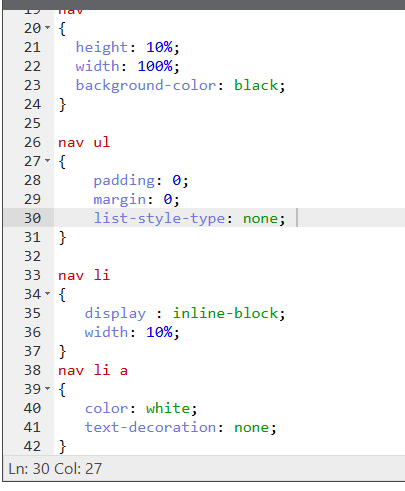 19 nav
20 {
21 height: 10%;
22 width: 100%;
23 background-color: black;
24 }
25
26 nav ul
27 {
28 padding: 0;
29 margin: 0;
30 list-style-type: none;
31 }
32
33 nav li
34 {
35 display : inline-block;
36 width: 10%;
37 }
38 nav li a
39 {
40 color: white;
41 text-decoration: none;
42 }
Ln: 30 Col: 27